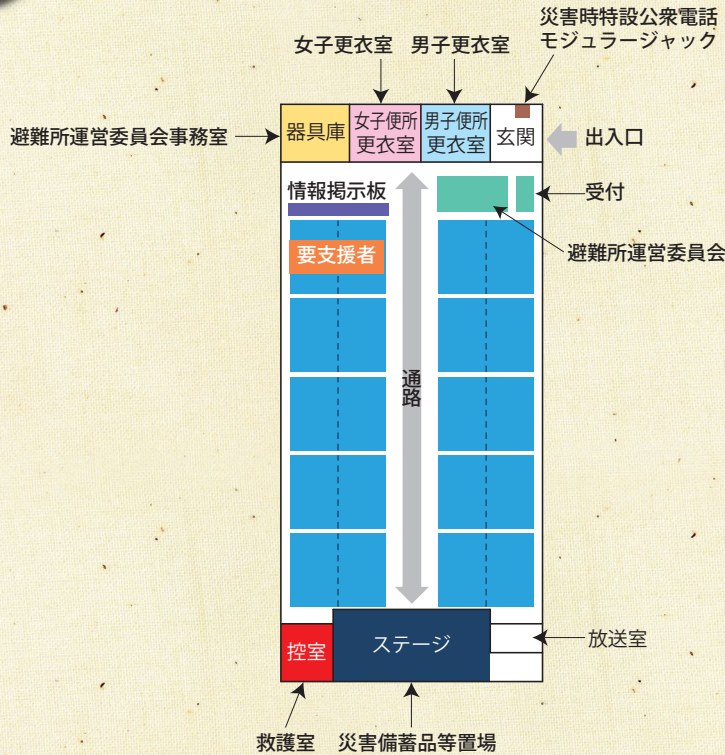 災害時特設公衆電話
モジュラージャック
女子更衣室
男子更衣室
避難所運営委員会事務室
器具庫
女子便所
更衣室
男子便所
更衣室
玄関
出入口
情報掲示板
受付
要支援者
避難所運営委員会
通路
控室
ステージ
放送室
救護室
災害備蓄品等置場